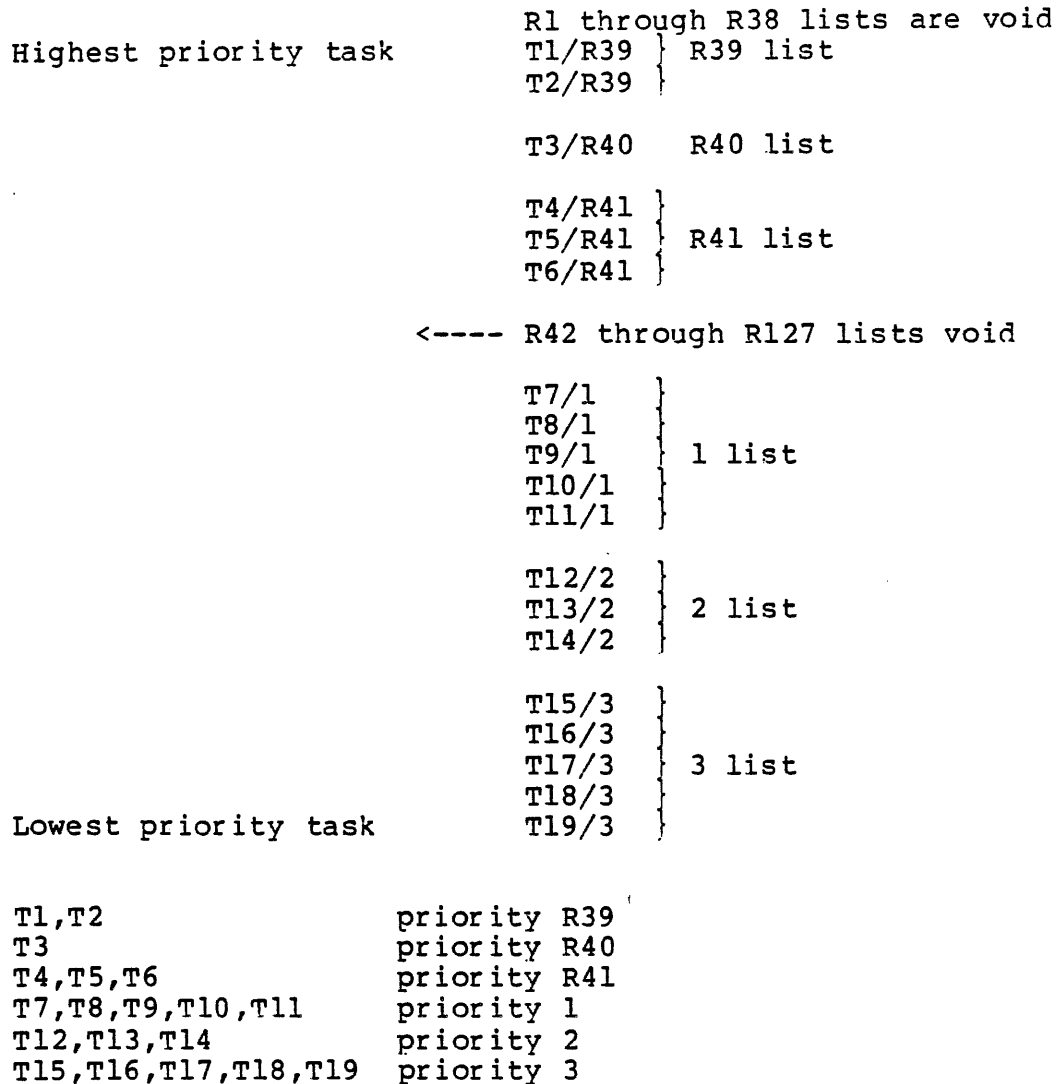 R1 through R38 lists are void
Highest priority task T1/R39 } R39 list
T2/R39 }
T3/R40 R40 list
T4/R41 }
T5/R41 } R41 list
T6/R41 }
<---- R42 through R127 lists void
T7/1 }
T8/1 }
T9/1 } 1 list
T10/1 }
T11/1 }
T12/2 }
T13/2 } 2 list
T14/2 }
T15/3 }
T16/3 }
T17/3 } 3 list
T18/3 }
Lowest priority task T19/3 }
T1,T2 priority R39
T3 priority R40
T4,T5,T6 priority R41
T7,T8,T9,T10,T11 priority 1
T12,T13,T14 priority 2
T15,T16,T17,T18,T19 priority 3